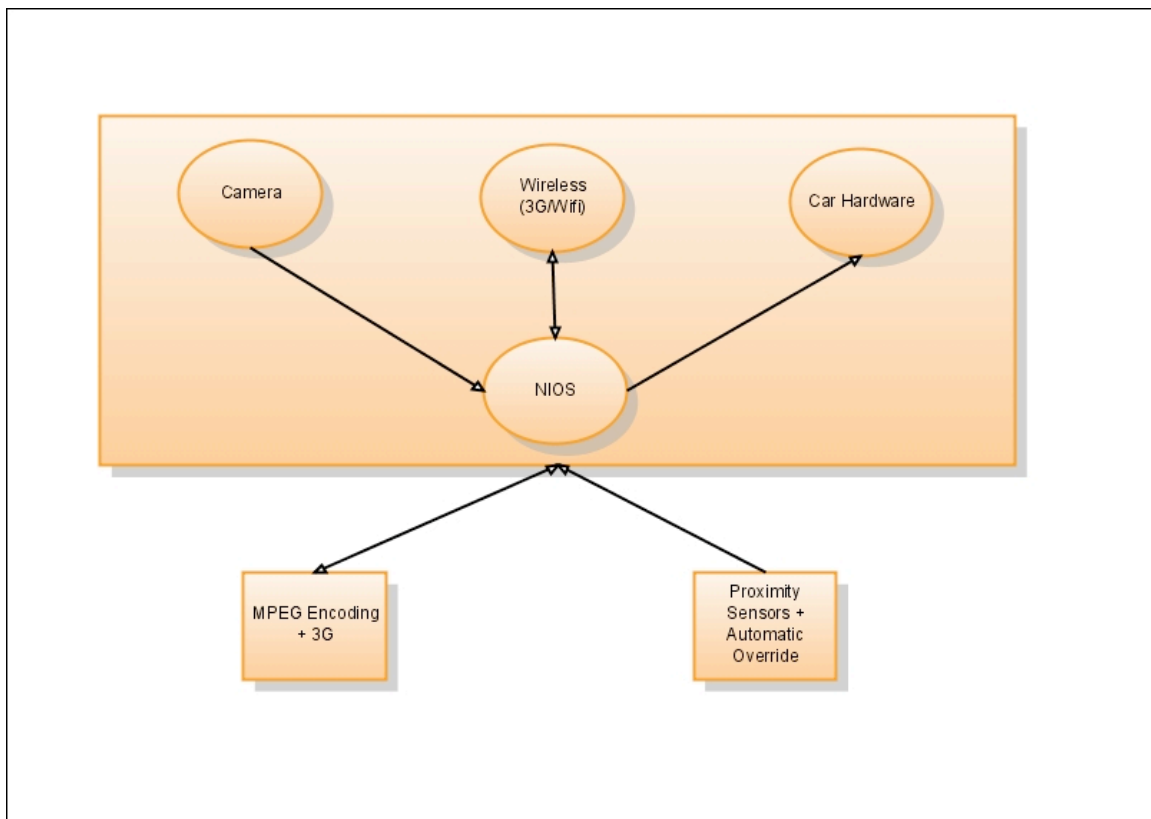 Camera
Wireless
(3G/Wifi)
Car Hardware
NIOS
MPEG Encoding
+ 3G
Proximity
Sensors +
Automatic
Override